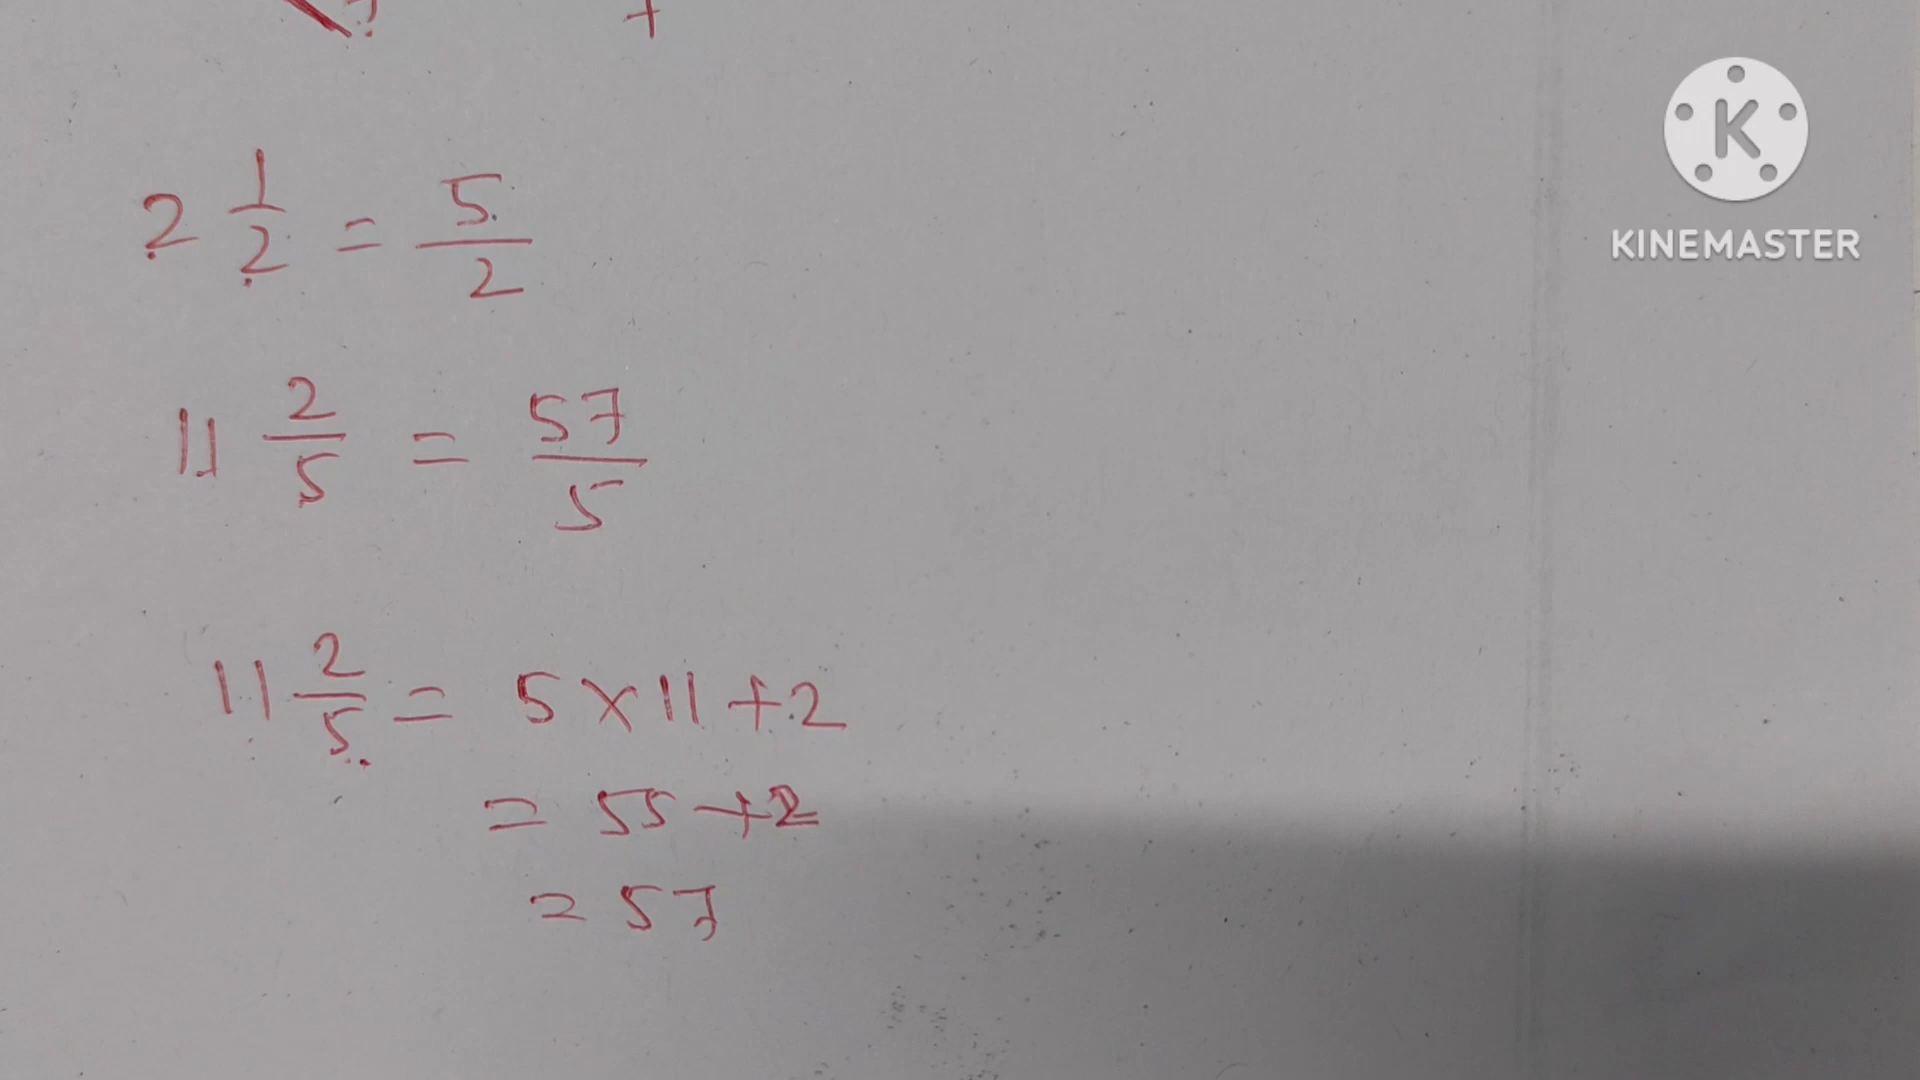 K
KINEMASTER
2 1/2 = 5/2
11 2/5 = 57/5
11 2/5 = 5 × 11 + 2
= 55 + 2
= 57